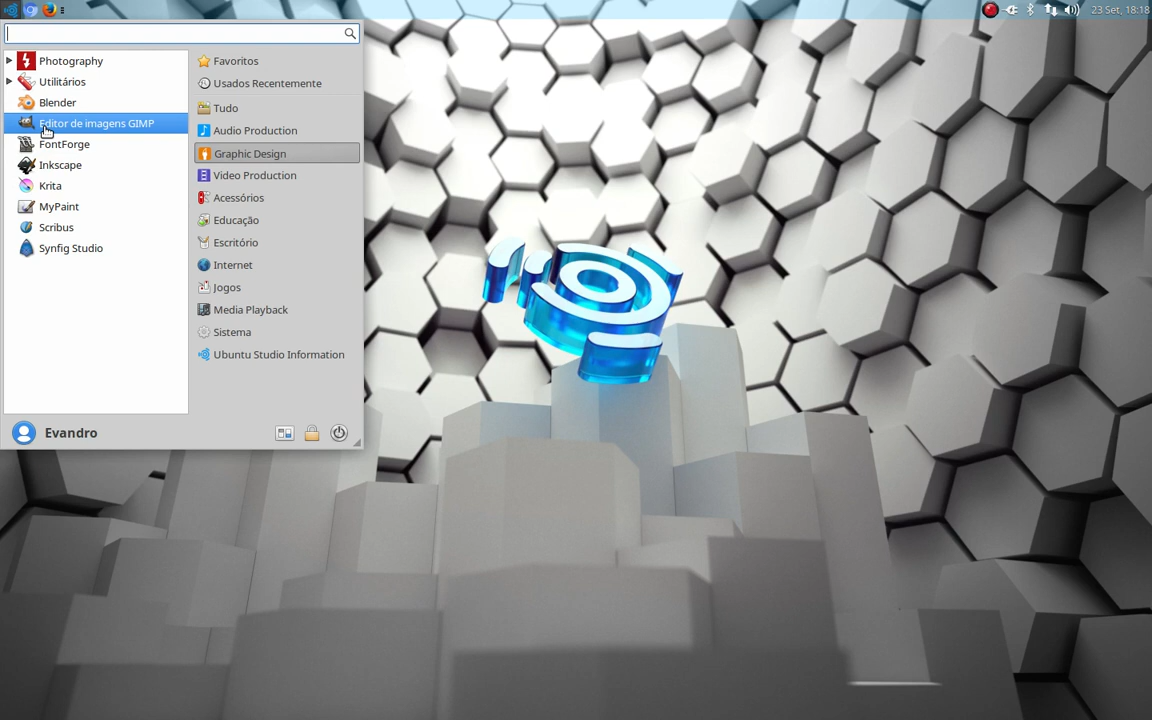 23 Set, 18:18
Photography
Utilitários
Blender
Editor de imagens GIMP
FontForge
Inkscape
Krita
MyPaint
Scribus
Synfig Studio
Favoritos
Usados Recentemente
Tudo
Audio Production
Graphic Design
Video Production
Acessórios
Educação
Escritório
Internet
Jogos
Media Playback
Sistema
Ubuntu Studio Information
Evandro